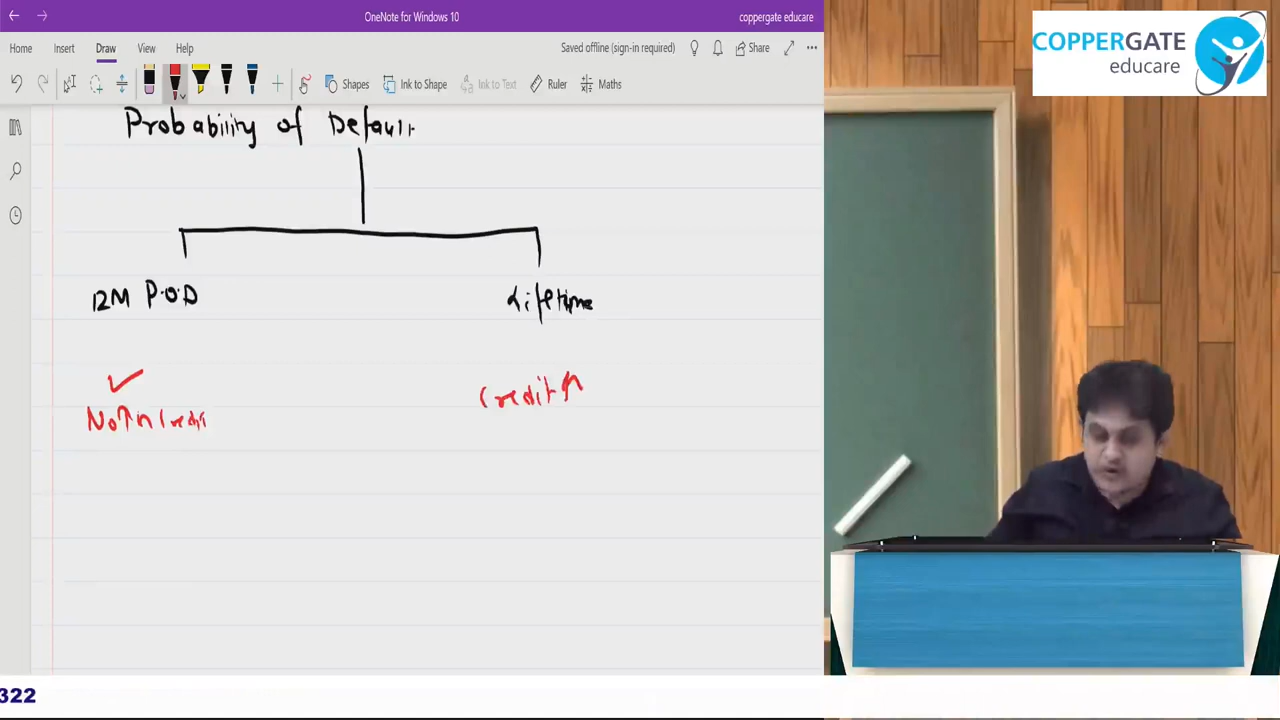 OneNote for Windows 10
coppergate educare
Home Insert Draw View Help
Saved offline (sign-in required)
Share
Shapes
Ink to Shape
Ink to Text
Ruler
Maths
COPPERGATE
educare
Probability of Default
12M P.O.D
Lifetime
Credit
322